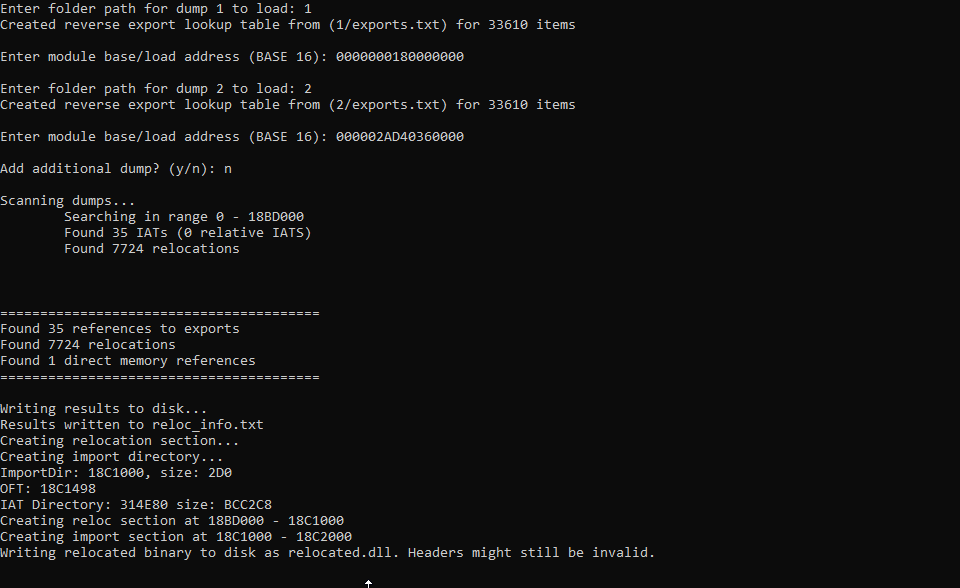 Enter folder path for dump 1 to load: 1
Created reverse export lookup table from (1/exports.txt) for 33610 items
Enter module base/load address (BASE 16): 0000000180000000
Enter folder path for dump 2 to load: 2
Created reverse export lookup table from (2/exports.txt) for 33610 items
Enter module base/load address (BASE 16): 000002AD40360000
Add additional dump? (y/n): n
Scanning dumps...
Searching in range 0 - 18BD000
Found 35 IATs (0 relative IATS)
Found 7724 relocations
========================================
Found 35 references to exports
Found 7724 relocations
Found 1 direct memory references
========================================
Writing results to disk...
Results written to reloc_info.txt
Creating relocation section...
Creating import directory...
ImportDir: 18C1000, size: 2D0
OFT: 18C1498
IAT Directory: 314E80 size: BCC2C8
Creating reloc section at 18BD000 - 18C1000
Creating import section at 18C1000 - 18C2000
Writing relocated binary to disk as relocated.dll. Headers might still be invalid.